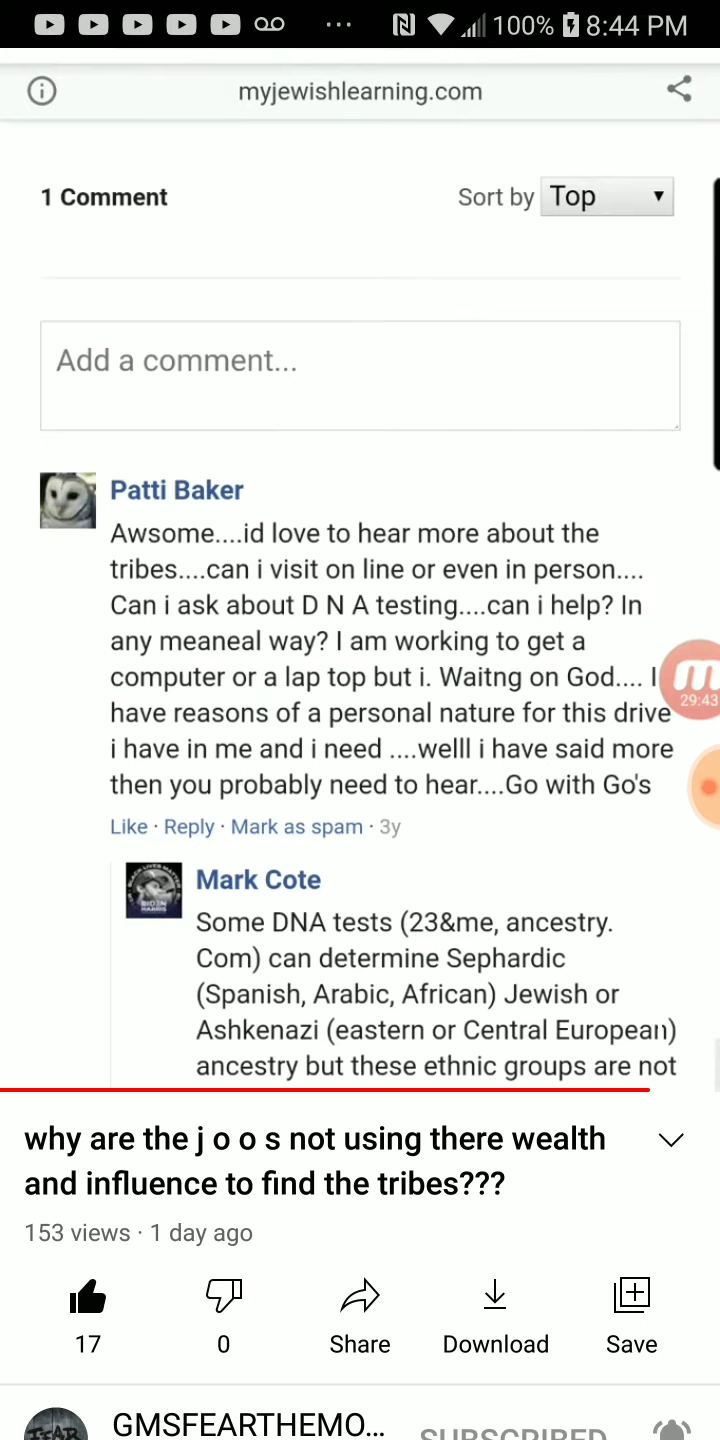 100% 8:44 PM
myjewishlearning.com
1 Comment
Sort by Top
Add a comment...
Patti Baker
Awsome....id love to hear more about the
tribes....can i visit on line or even in person....
Can i ask about D N A testing....can i help? In
any meaneal way? I am working to get a
computer or a lap top but i. Waitng on God.... I
have reasons of a personal nature for this drive
i have in me and i need ....welll i have said more
then you probably need to hear....Go with Go's
29:43
Like · Reply · Mark as spam · 3y
Mark Cote
BLACK LIVES MATTER
BIDEN
HARRIS
Some DNA tests (23&me, ancestry.
Com) can determine Sephardic
(Spanish, Arabic, African) Jewish or
Ashkenazi (eastern or Central European)
ancestry but these ethnic groups are not
why are the j o o s not using there wealth
and influence to find the tribes???
153 views · 1 day ago
17 0 Share Download Save
FEAR
GMSFEARTHEMO...
SUBSCRIBED